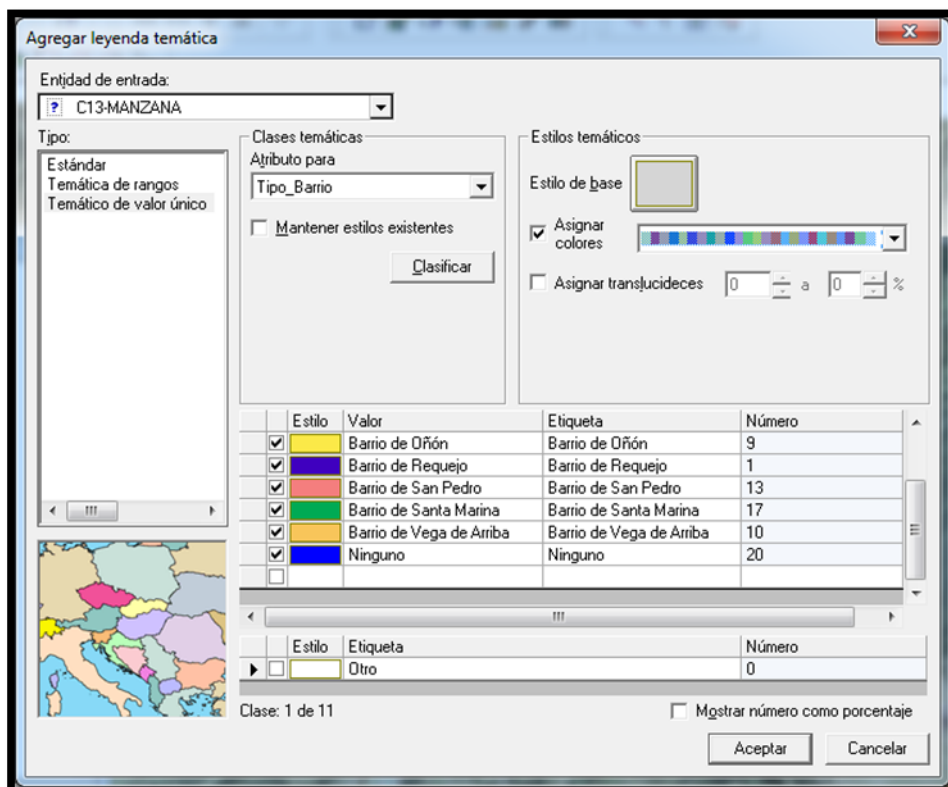 Agregar leyenda temática
Entidad de entrada:
? C13-MANZANA
Tipo:
Estándar
Temática de rangos
Temático de valor único
Clases temáticas
Atributo para
Tipo_Barrio
Mantener estilos existentes
Clasificar
Estilos temáticos
Estilo de base
Asignar
colores
Asignar translucideces 0 a 0 %
Estilo Valor Etiqueta Número
Barrio de Oñón Barrio de Oñón 9
Barrio de Requejo Barrio de Requejo 1
Barrio de San Pedro Barrio de San Pedro 13
Barrio de Santa Marina Barrio de Santa Marina 17
Barrio de Vega de Arriba Barrio de Vega de Arriba 10
Ninguno Ninguno 20
Estilo Etiqueta Número
Otro 0
Clase: 1 de 11
Mostrar número como porcentaje
Aceptar Cancelar